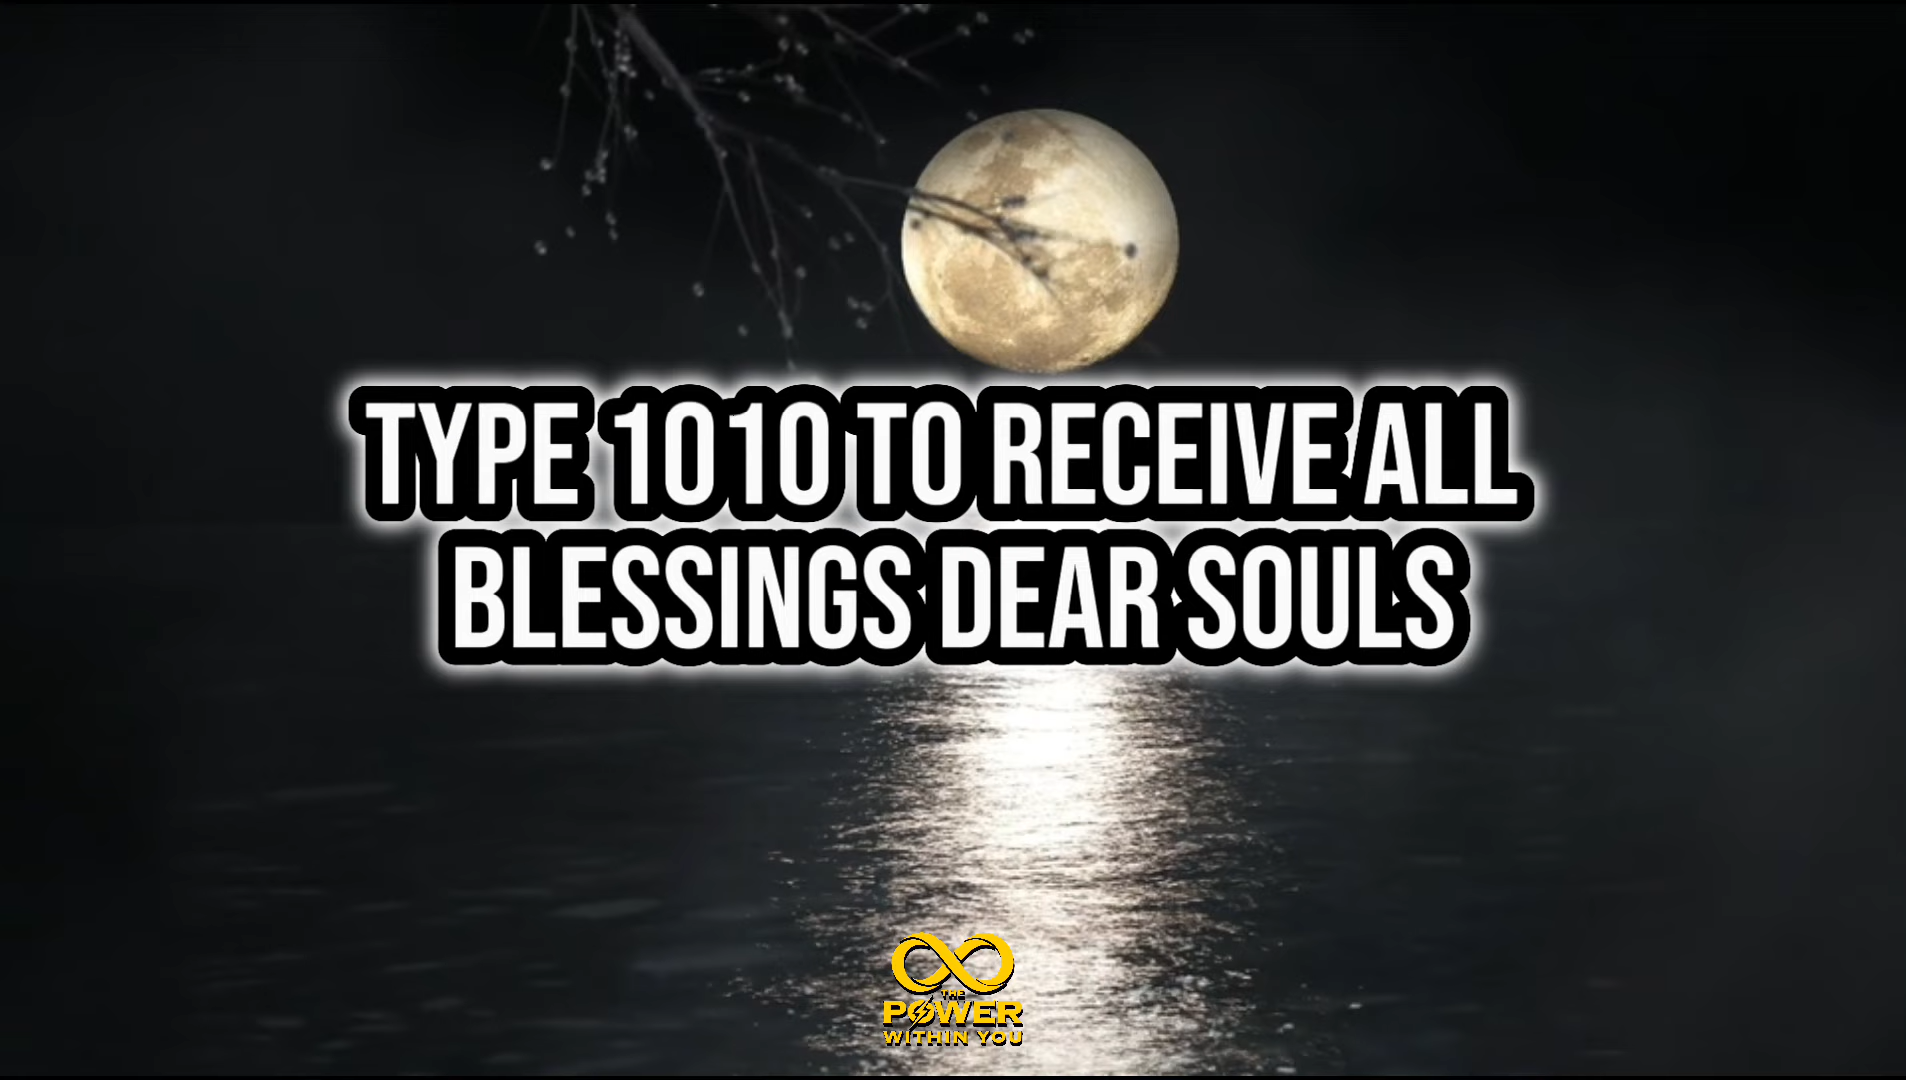 TYPE 1010 TO RECEIVE ALL
BLESSINGS DEAR SOULS
THE
POWER
WITHIN YOU